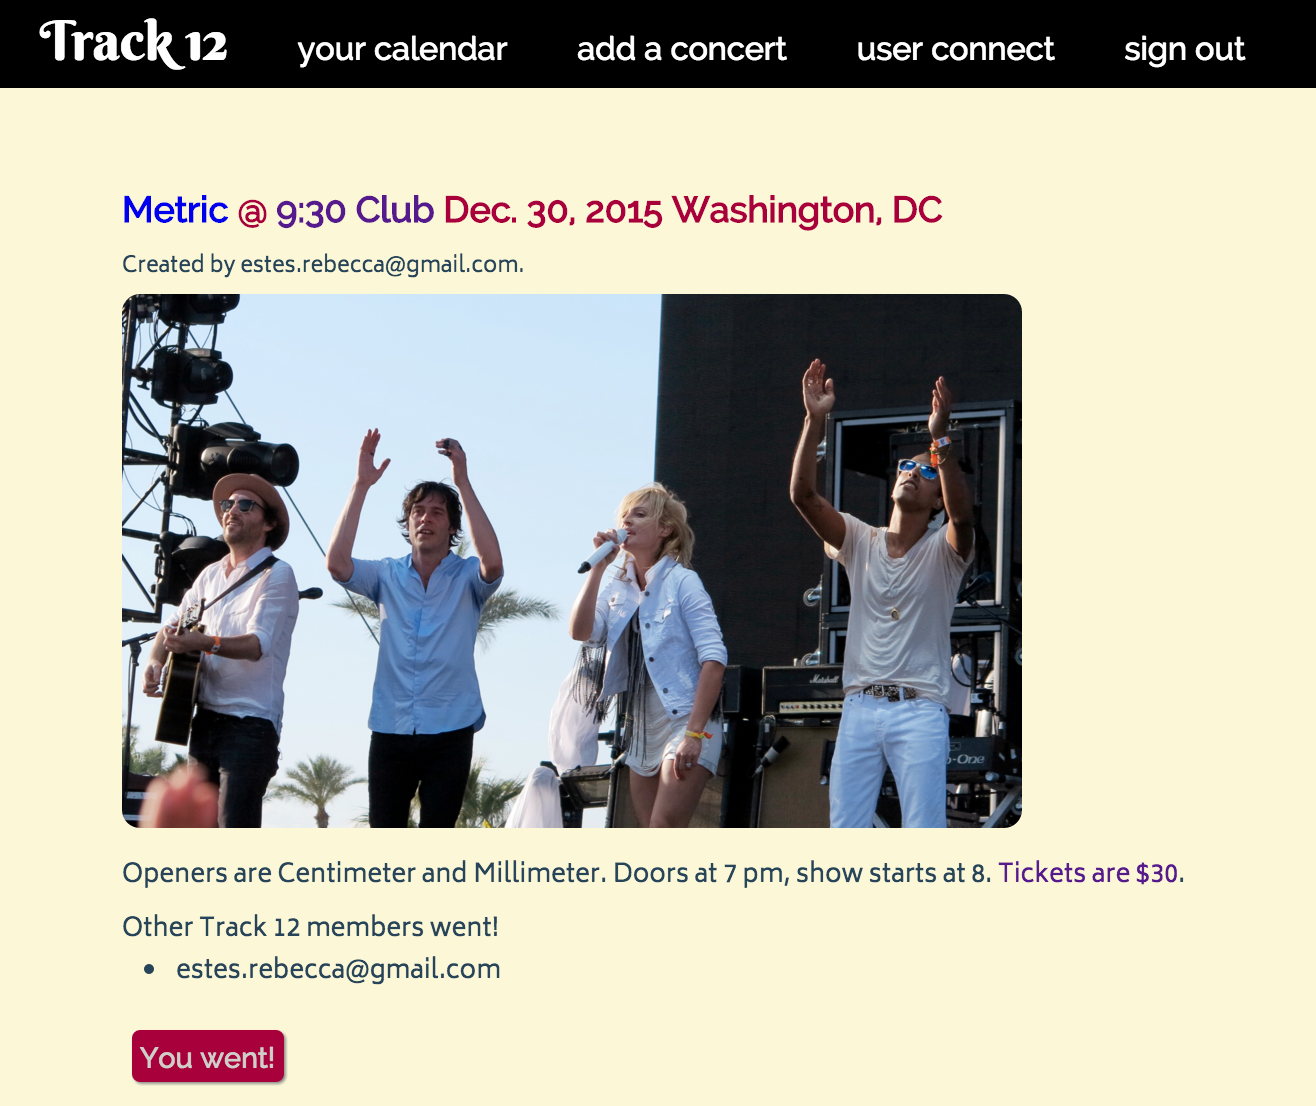 Track 12 your calendar add a concert user connect sign out
Metric @ 9:30 Club Dec. 30, 2015 Washington, DC
Created by estes.rebecca@gmail.com.
Marshall
o-One
Openers are Centimeter and Millimeter. Doors at 7 pm, show starts at 8. Tickets are $30.
Other Track 12 members went!
• estes.rebecca@gmail.com
You went!